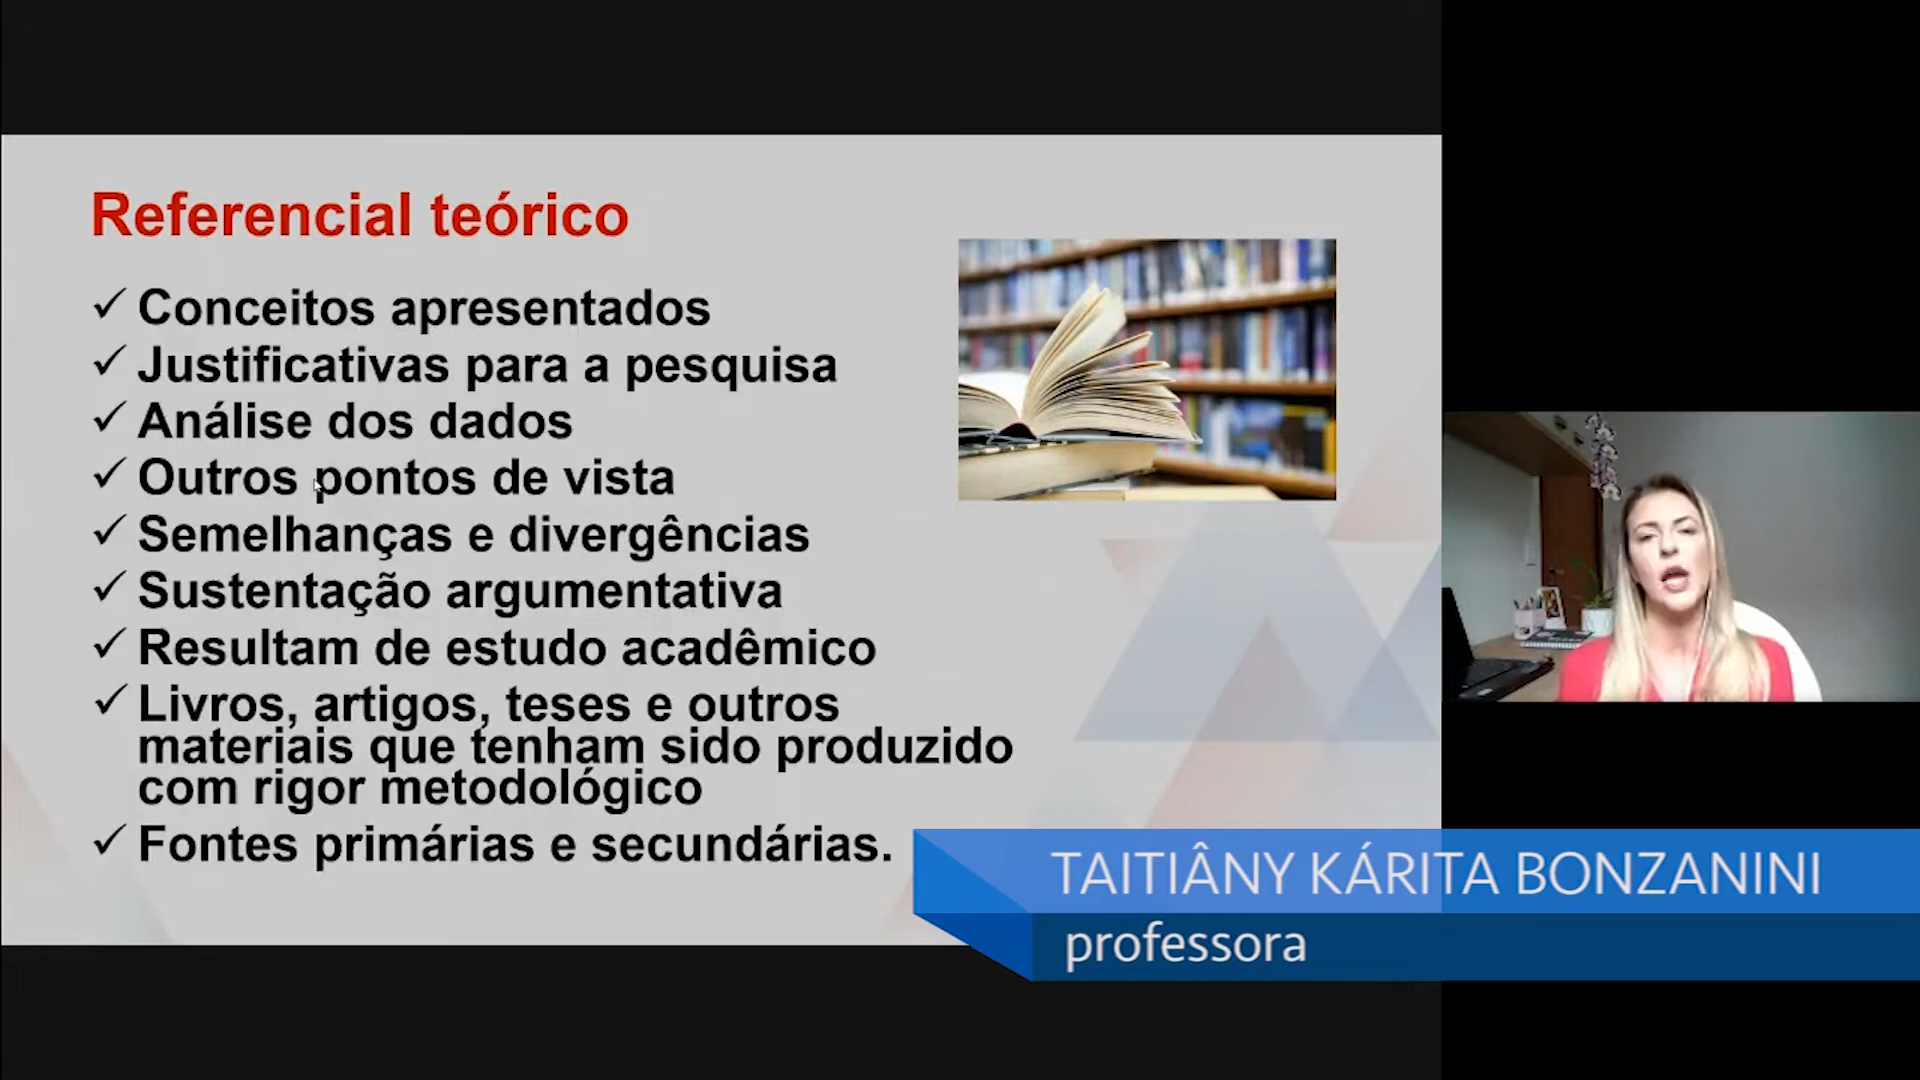 Referencial teórico
✓ Conceitos apresentados
✓ Justificativas para a pesquisa
✓ Análise dos dados
✓ Outros pontos de vista
✓ Semelhanças e divergências
✓ Sustentação argumentativa
✓ Resultam de estudo acadêmico
✓ Livros, artigos, teses e outros
materiais que tenham sido produzido
com rigor metodológico
✓ Fontes primárias e secundárias.
TAITIÂNY KÁRITA BONZANINI
professora